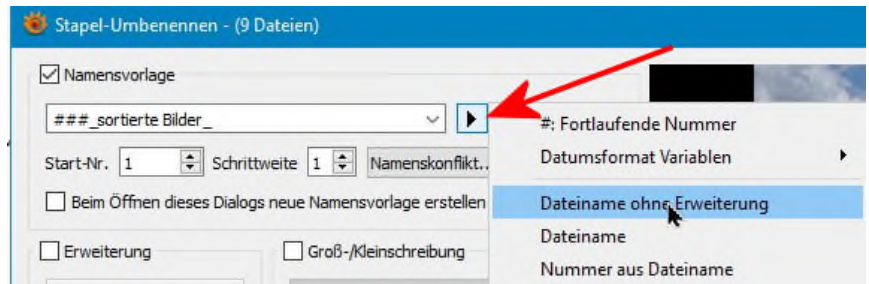 Stapel-Umbenennen - (9 Dateien)
Namensvorlage
###_sortierte Bilder_
#: Fortlaufende Nummer
Start-Nr. 1 Schrittweite 1 Namenskonflikt..
Datumsformat Variablen
Beim Öffnen dieses Dialogs neue Namensvorlage erstellen
Dateiname ohne Erweiterung
Dateiname
Erweiterung
Groß-/Kleinschreibung
Nummer aus Dateiname